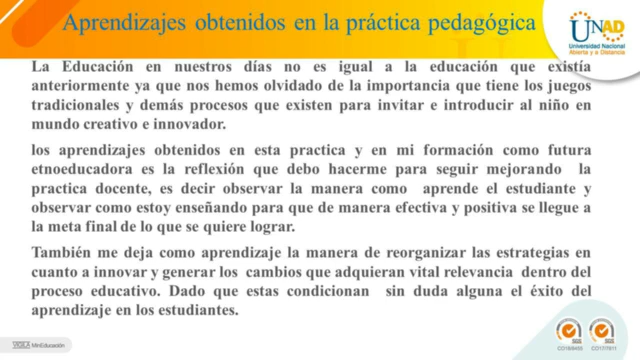 Aprendizajes obtenidos en la práctica pedagógica
UNAD
Universidad Nacional
Abierta y a Distancia
La Educación en nuestros días no es igual a la educación que existía
anteriormente ya que nos hemos olvidado de la importancia que tiene los juegos
tradicionales y demás procesos que existen para invitar e introducir al niño en
mundo creativo e innovador.
los aprendizajes obtenidos en esta practica y en mi formación como futura
etnoeducadora es la reflexión que debo hacerme para seguir mejorando la
practica docente, es decir observar la manera como aprende el estudiante y
observar como estoy enseñando para que de manera efectiva y positiva se llegue a
la meta final de lo que se quiere lograr.
También me deja como aprendizaje la manera de reorganizar las estrategias en
cuanto a innovar y generar los cambios que adquieran vital relevancia dentro del
proceso educativo. Dado que estas condicionan sin duda alguna el éxito del
aprendizaje en los estudiantes.
MinEducación
SGS SGS